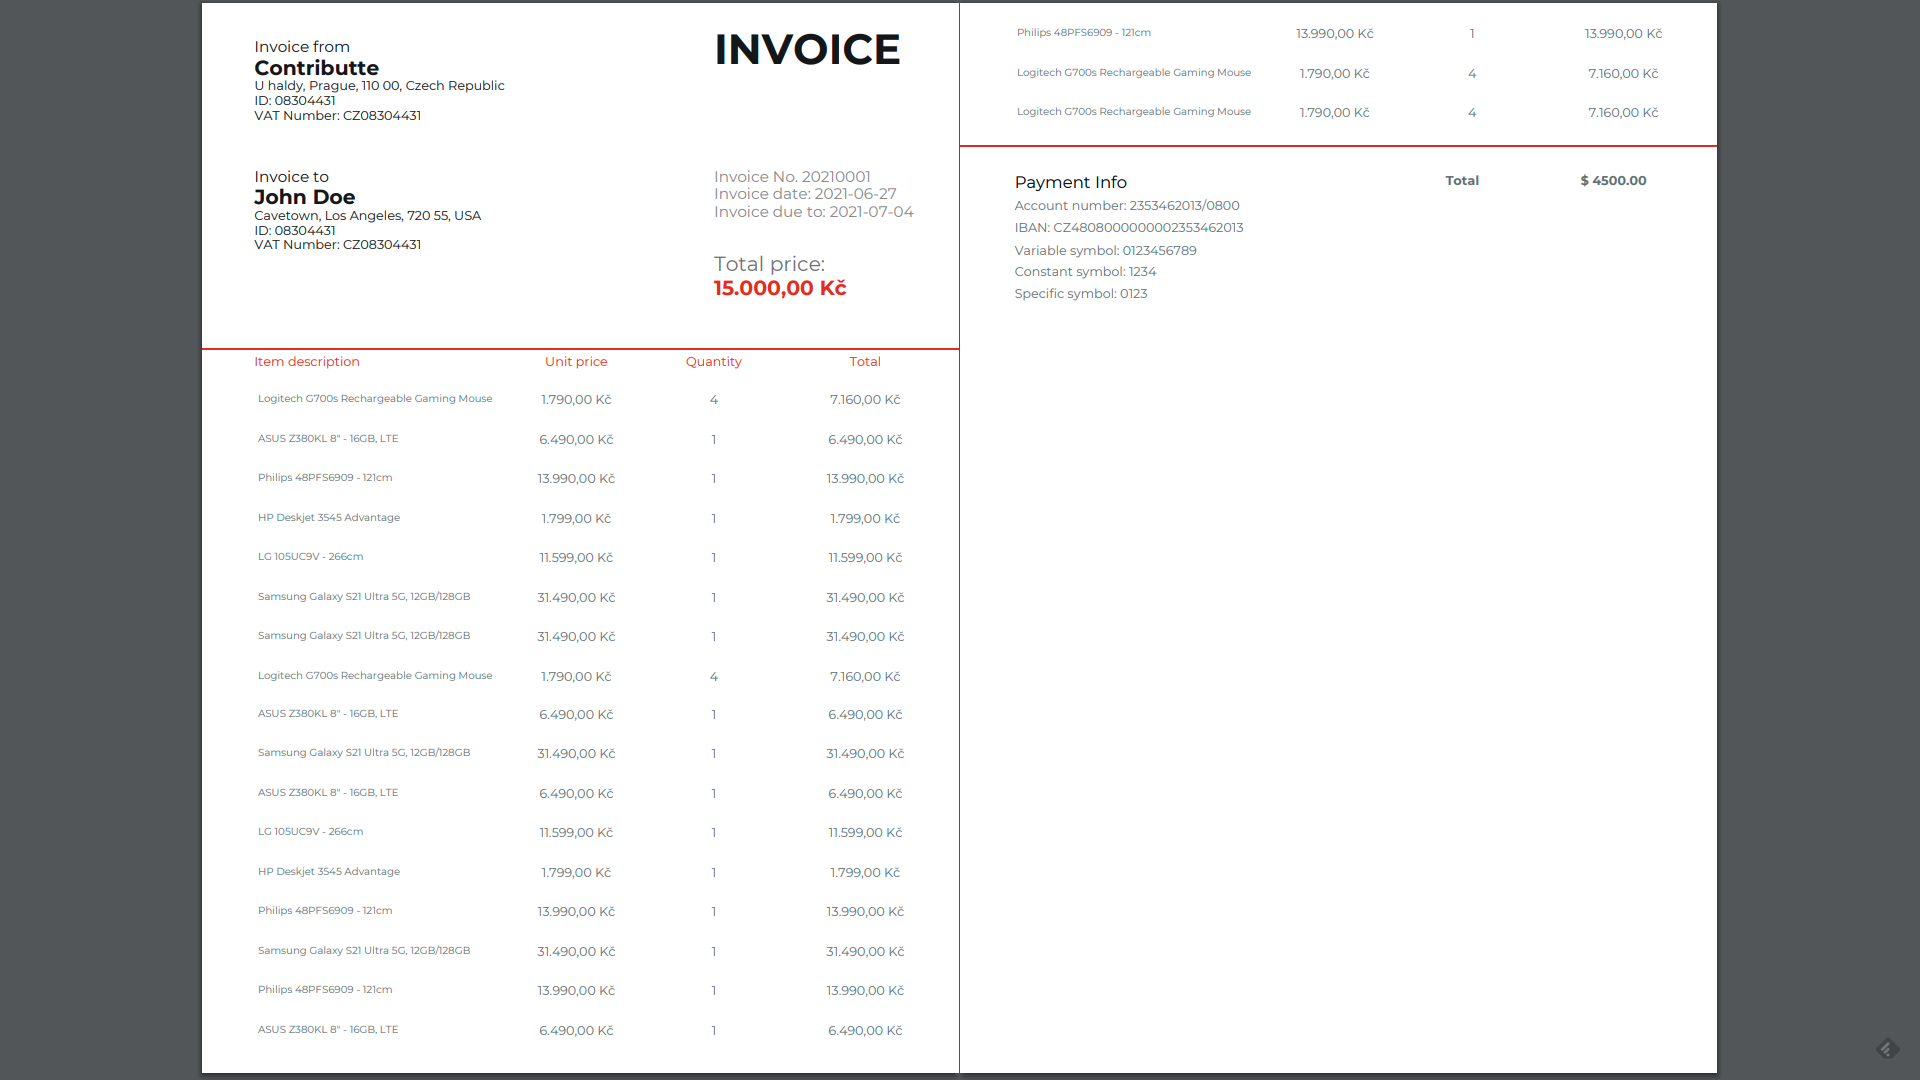 Invoice from
Contributte
U haldy, Prague, 110 00, Czech Republic
ID: 08304431
VAT Number: CZ08304431
INVOICE
Invoice to
John Doe
Cavetown, Los Angeles, 720 55, USA
ID: 08304431
VAT Number: CZ08304431
Invoice No. 20210001
Invoice date: 2021-06-27
Invoice due to: 2021-07-04
Total price:
15.000,00 Kč
Item description Unit price Quantity Total
Logitech G700s Rechargeable Gaming Mouse 1.790,00 Kč 4 7.160,00 Kč
ASUS Z380KL 8" - 16GB, LTE 6.490,00 Kč 1 6.490,00 Kč
Philips 48PFS6909 - 121cm 13.990,00 Kč 1 13.990,00 Kč
HP Deskjet 3545 Advantage 1.799,00 Kč 1 1.799,00 Kč
LG 105UC9V - 266cm 11.599,00 Kč 1 11.599,00 Kč
Samsung Galaxy S21 Ultra 5G, 12GB/128GB 31.490,00 Kč 1 31.490,00 Kč
Samsung Galaxy S21 Ultra 5G, 12GB/128GB 31.490,00 Kč 1 31.490,00 Kč
Logitech G700s Rechargeable Gaming Mouse 1.790,00 Kč 4 7.160,00 Kč
ASUS Z380KL 8" - 16GB, LTE 6.490,00 Kč 1 6.490,00 Kč
Samsung Galaxy S21 Ultra 5G, 12GB/128GB 31.490,00 Kč 1 31.490,00 Kč
ASUS Z380KL 8" - 16GB, LTE 6.490,00 Kč 1 6.490,00 Kč
LG 105UC9V - 266cm 11.599,00 Kč 1 11.599,00 Kč
HP Deskjet 3545 Advantage 1.799,00 Kč 1 1.799,00 Kč
Philips 48PFS6909 - 121cm 13.990,00 Kč 1 13.990,00 Kč
Samsung Galaxy S21 Ultra 5G, 12GB/128GB 31.490,00 Kč 1 31.490,00 Kč
Philips 48PFS6909 - 121cm 13.990,00 Kč 1 13.990,00 Kč
ASUS Z380KL 8" - 16GB, LTE 6.490,00 Kč 1 6.490,00 Kč
Philips 48PFS6909 - 121cm 13.990,00 Kč 1 13.990,00 Kč
Logitech G700s Rechargeable Gaming Mouse 1.790,00 Kč 4 7.160,00 Kč
Logitech G700s Rechargeable Gaming Mouse 1.790,00 Kč 4 7.160,00 Kč
Payment Info
Account number: 2353462013/0800
IBAN: CZ4808000000002353462013
Variable symbol: 0123456789
Constant symbol: 1234
Specific symbol: 0123
Total $ 4500.00